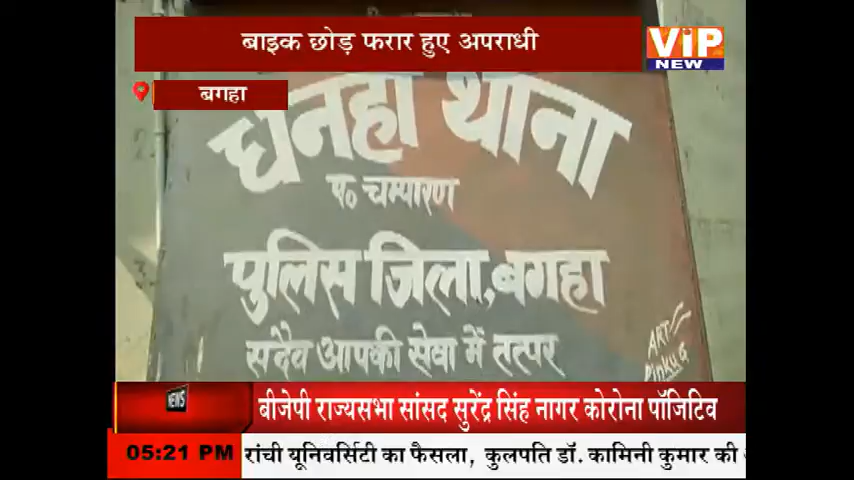 बाइक छोड़ फरार हुए अपराधी
ViP
NEW
बगहा
धनहा थाना
प० चम्पारण
पुलिस जिला, बगहा
सदैव आपकी सेवा में तत्पर
ART
Pinku G
NEWS
बीजेपी राज्यसभा सांसद सुरेंद्र सिंह नागर कोरोना पॉजिटिव
05:21 PM
रांची यूनिवर्सिटी का फैसला, कुलपति डॉ. कामिनी कुमार की